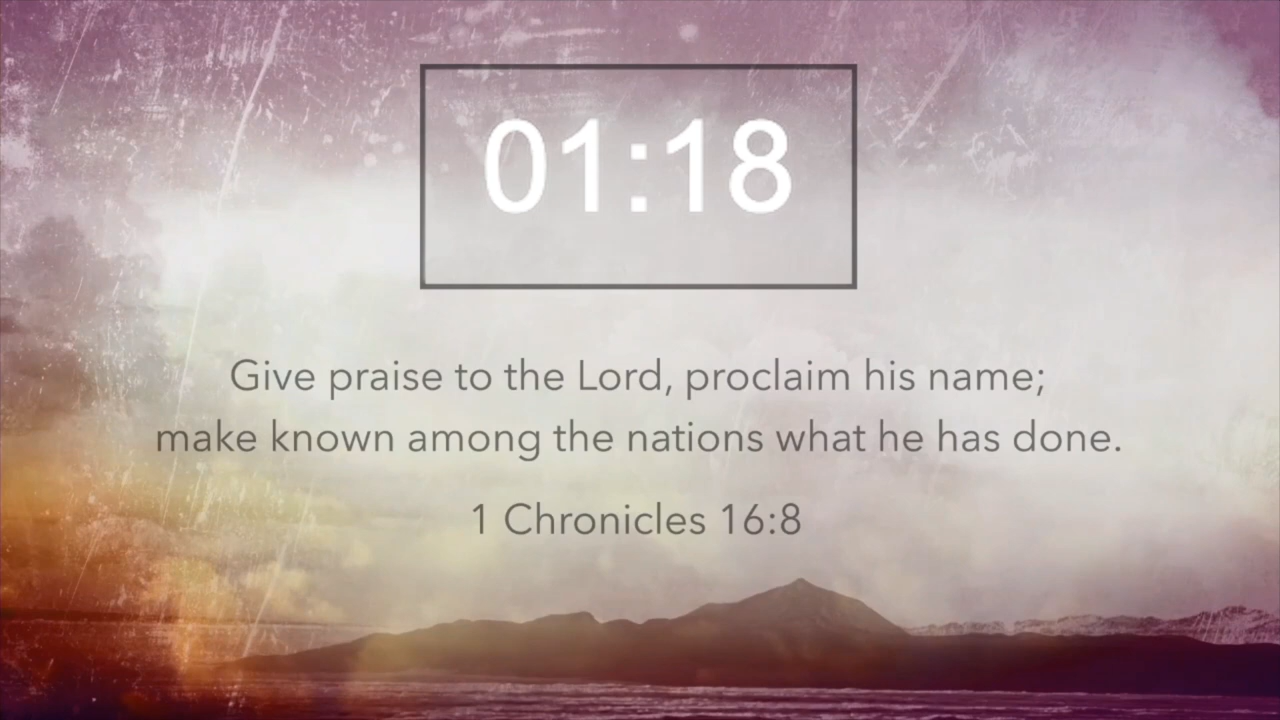 01:18
Give praise to the Lord, proclaim his name;
make known among the nations what he has done.
1 Chronicles 16:8